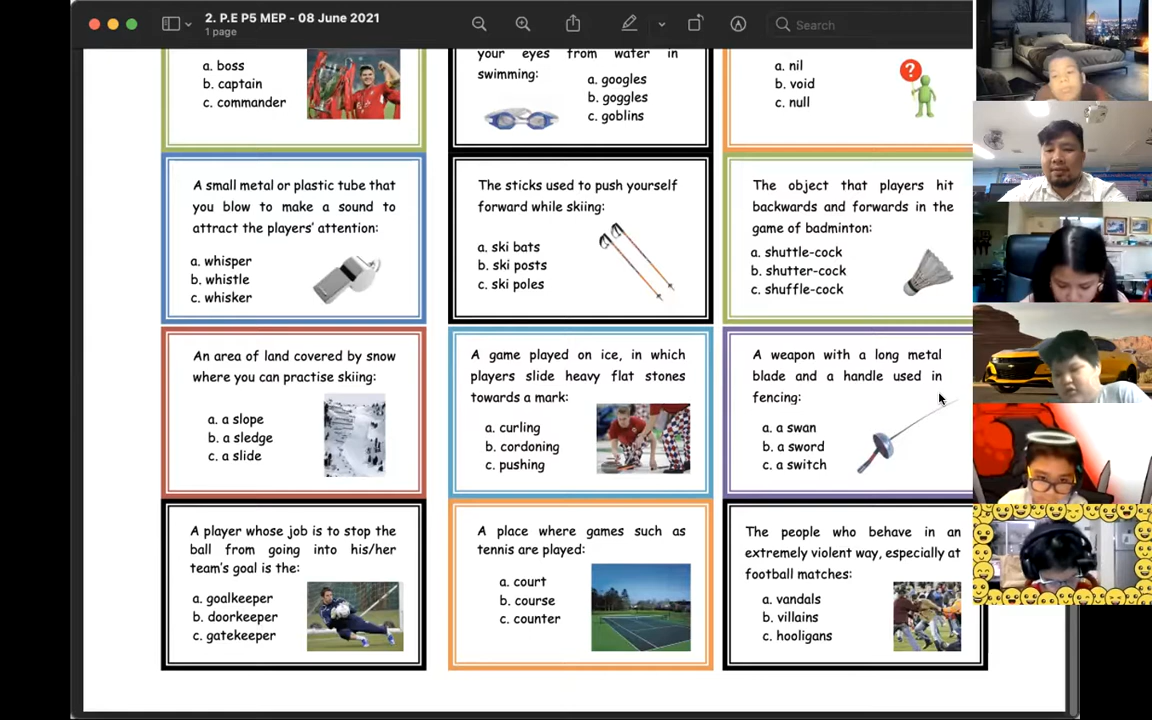 2. P.E P5 MEP - 08 June 2021
1 page
Search
a. boss
b. captain
c. commander
your eyes from water in
swimming:
a. googles
b. goggles
c. goblins
a. nil
b. void
c. null
?
A small metal or plastic tube that
you blow to make a sound to
attract the players' attention:
a. whisper
b. whistle
c. whisker
The sticks used to push yourself
forward while skiing:
a. ski bats
b. ski posts
c. ski poles
The object that players hit
backwards and forwards in the
game of badminton:
a. shuttle-cock
b. shutter-cock
c. shuffle-cock
An area of land covered by snow
where you can practise skiing:
a. a slope
b. a sledge
c. a slide
A game played on ice, in which
players slide heavy flat stones
towards a mark:
a. curling
b. cordoning
c. pushing
A weapon with a long metal
blade and a handle used in
fencing:
a. a swan
b. a sword
c. a switch
A player whose job is to stop the
ball from going into his/her
team's goal is the:
a. goalkeeper
b. doorkeeper
c. gatekeeper
A place where games such as
tennis are played:
a. court
b. course
c. counter
The people who behave in an
extremely violent way, especially at
football matches:
a. vandals
b. villains
c. hooligans